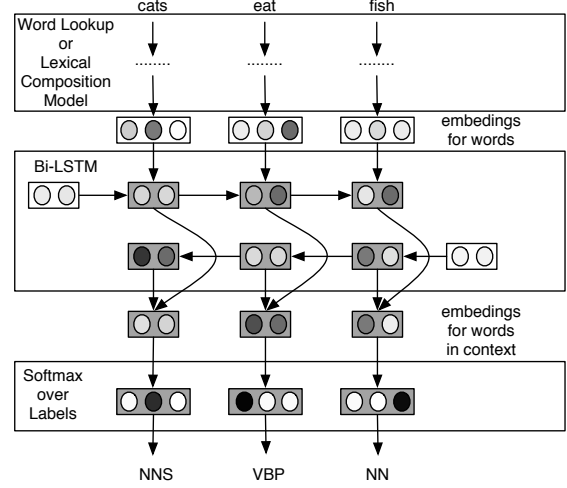 cats eat fish
Word Lookup
or
Lexical
Composition
Model
embedings
for words
Bi-LSTM
embedings
for words
in context
Softmax
over
Labels
NNS VBP NN